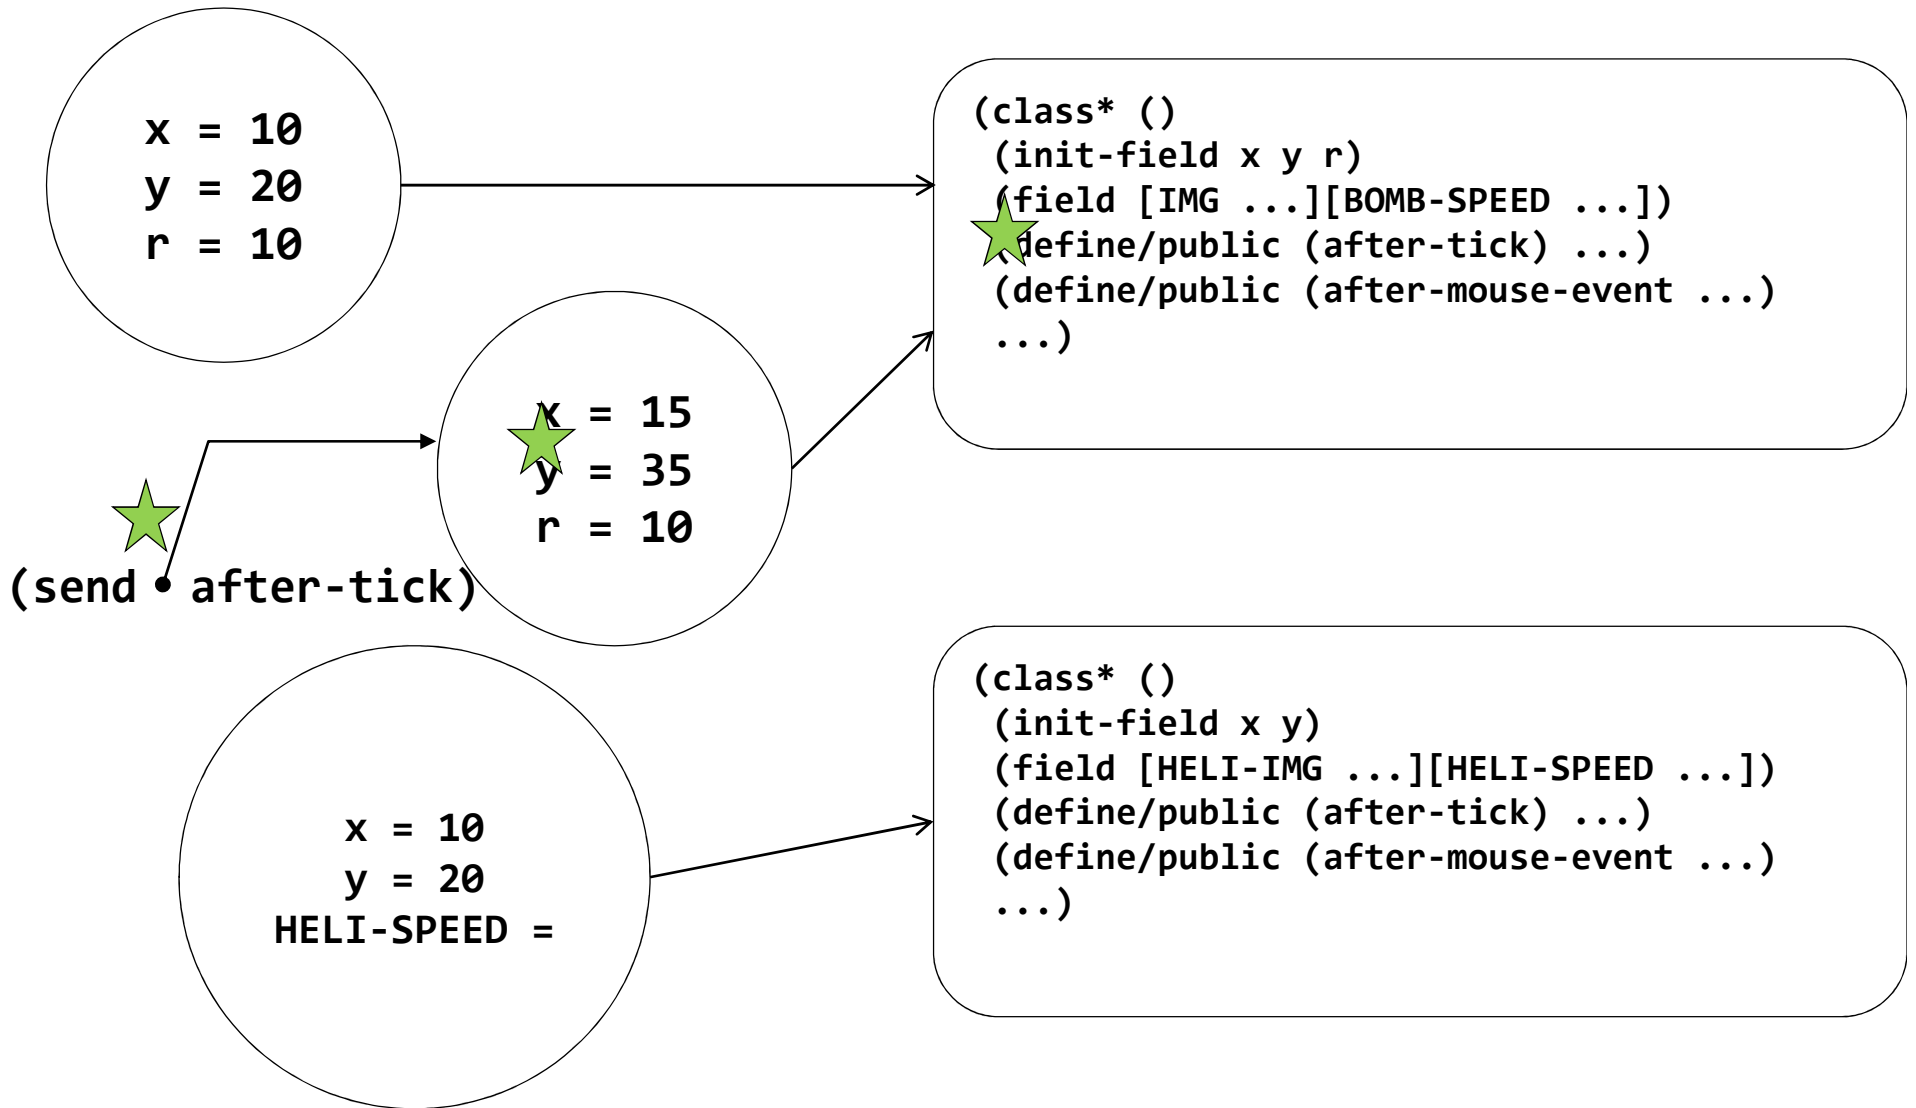 x = 10
y = 20
r = 10
(class* ()
(init-field x y r)
(field [IMG ...][BOMB-SPEED ...])
(define/public (after-tick) ...)
(define/public (after-mouse-event ...)
...)
x = 15
y = 35
r = 10
(send after-tick)
x = 10
y = 20
HELI-SPEED =
(class* ()
(init-field x y)
(field [HELI-IMG ...][HELI-SPEED ...])
(define/public (after-tick) ...)
(define/public (after-mouse-event ...)
...)